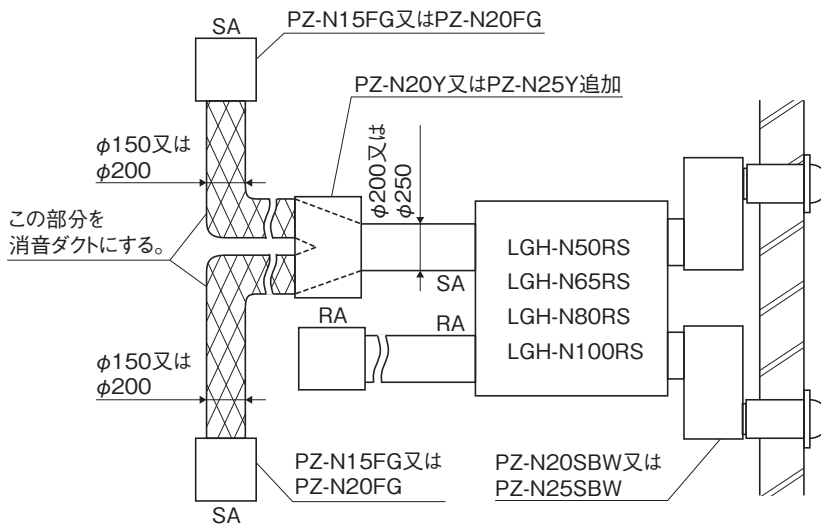 SA
PZ-N15FG又はPZ-N20FG
PZ-N20Y又はPZ-N25Y追加
φ150又は
φ200
φ200又は
φ250
この部分を
消音ダクトにする。
SA
LGH-N50RS
LGH-N65RS
LGH-N80RS
LGH-N100RS
RA
RA
φ150又は
φ200
PZ-N15FG又は
PZ-N20FG
PZ-N20SBW又は
PZ-N25SBW
SA